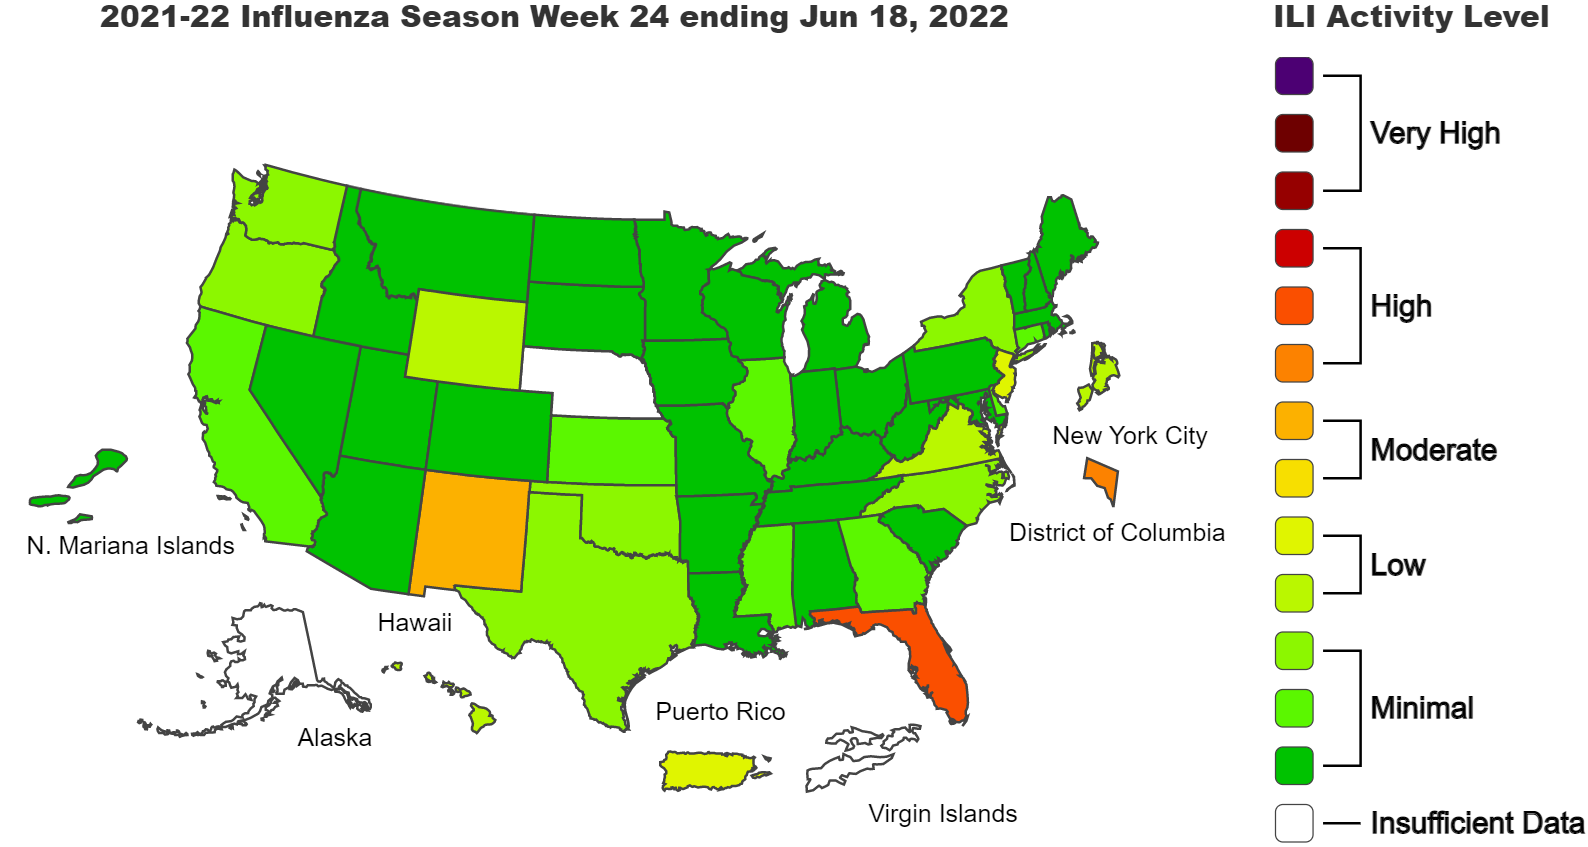 2021-22 Influenza Season Week 24 ending Jun 18, 2022
ILI Activity Level
Very High
High
Moderate
Low
Minimal
Insufficient Data
New York City
District of Columbia
N. Mariana Islands
Hawaii
Alaska
Puerto Rico
Virgin Islands